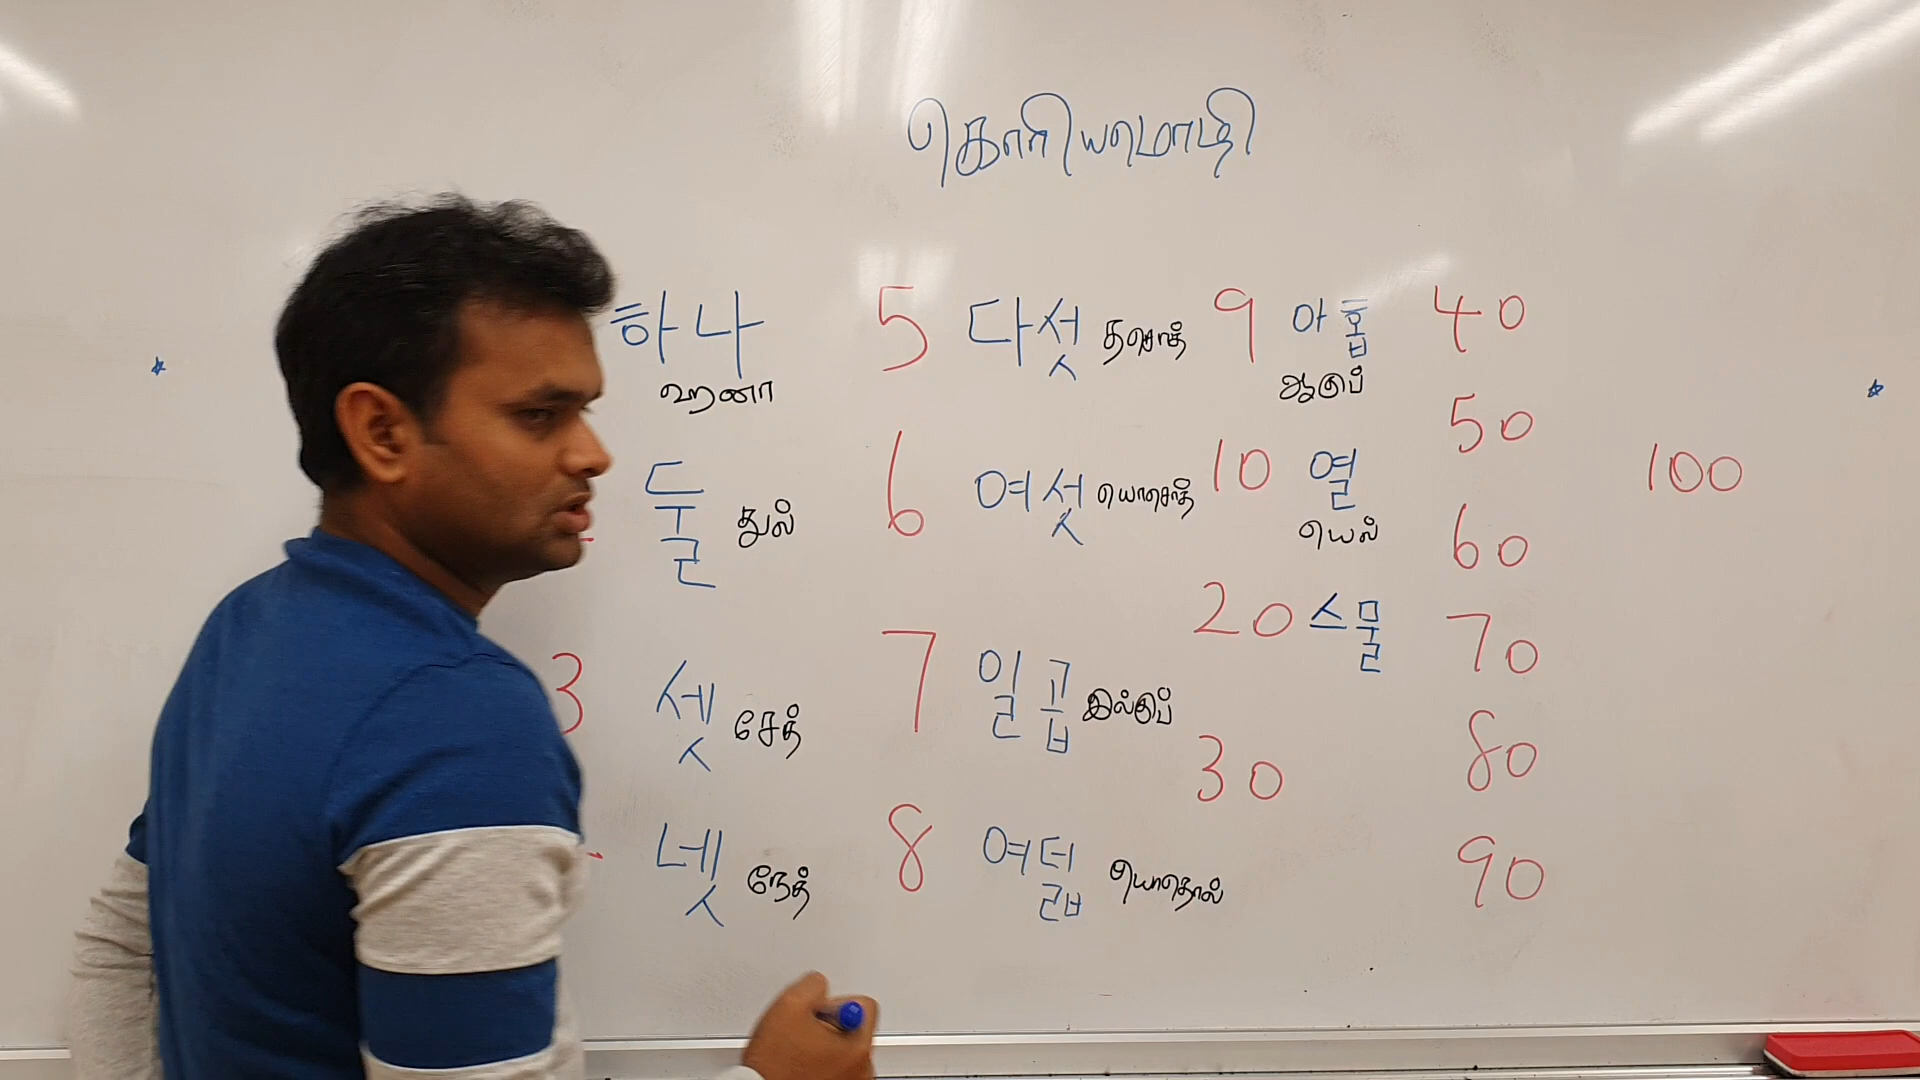 கொரியமொழி
하나
ஹனா
둘 துல்
3 셋 சேத்
넷 நேத்
5 다섯 தஸொத்
6 여섯 யொசொத்
7 일곱 இல்குப்
8 여덟 யொதொல்
9 아홉
ஆகுப்
10 열
யெல்
20 스물
30
40
50
60
70
80
90
100